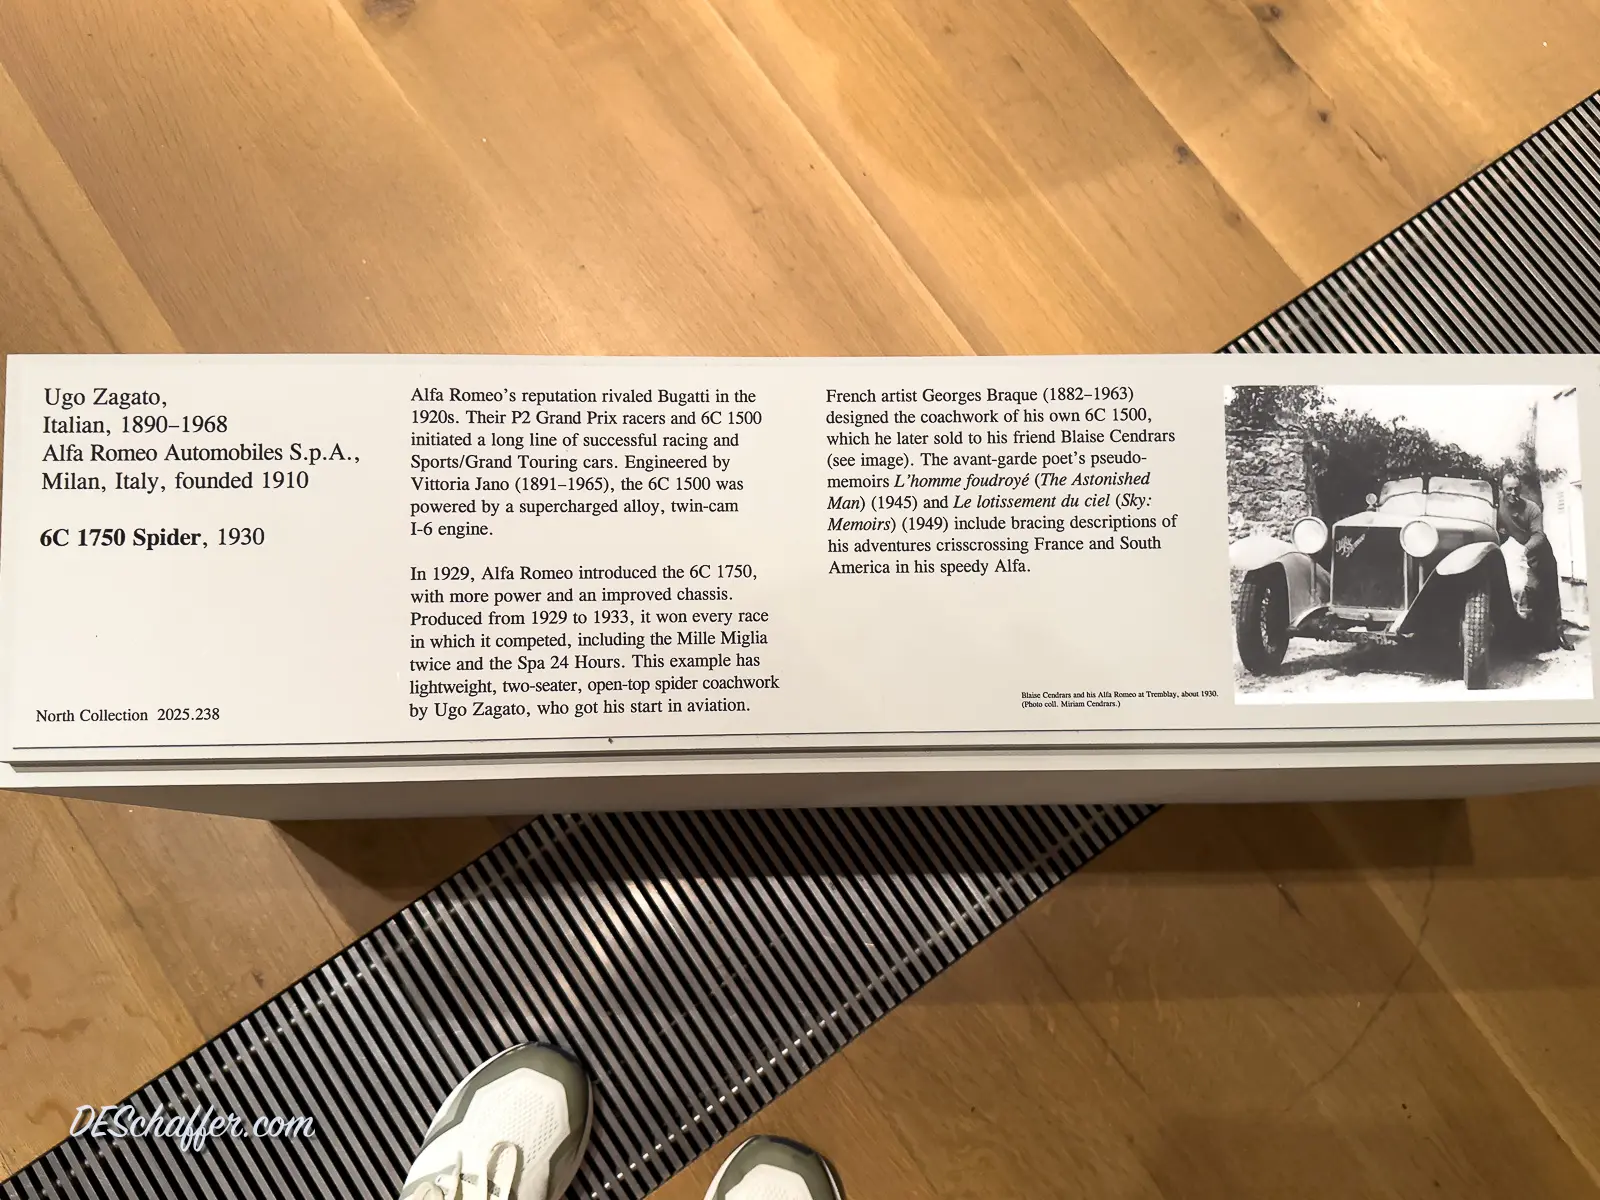 Ugo Zagato,
Italian, 1890–1968
Alfa Romeo Automobiles S.p.A.,
Milan, Italy, founded 1910
6C 1750 Spider, 1930
North Collection 2025.238
Alfa Romeo’s reputation rivaled Bugatti in the
1920s. Their P2 Grand Prix racers and 6C 1500
initiated a long line of successful racing and
Sports/Grand Touring cars. Engineered by
Vittoria Jano (1891–1965), the 6C 1500 was
powered by a supercharged alloy, twin-cam
I-6 engine.
In 1929, Alfa Romeo introduced the 6C 1750,
with more power and an improved chassis.
Produced from 1929 to 1933, it won every race
in which it competed, including the Mille Miglia
twice and the Spa 24 Hours. This example has
lightweight, two-seater, open-top spider coachwork
by Ugo Zagato, who got his start in aviation.
French artist Georges Braque (1882–1963)
designed the coachwork of his own 6C 1500,
which he later sold to his friend Blaise Cendrars
(see image). The avant-garde poet’s pseudo-
memoirs L’homme foudroyé (The Astonished
Man) (1945) and Le lotissement du ciel (Sky:
Memoirs) (1949) include bracing descriptions of
his adventures crisscrossing France and South
America in his speedy Alfa.
Blaise Cendrars and his Alfa Romeo at Tremblay, about 1930.
(Photo coll. Miriam Cendrars.)
Alfa Romeo
DESchaffer.com